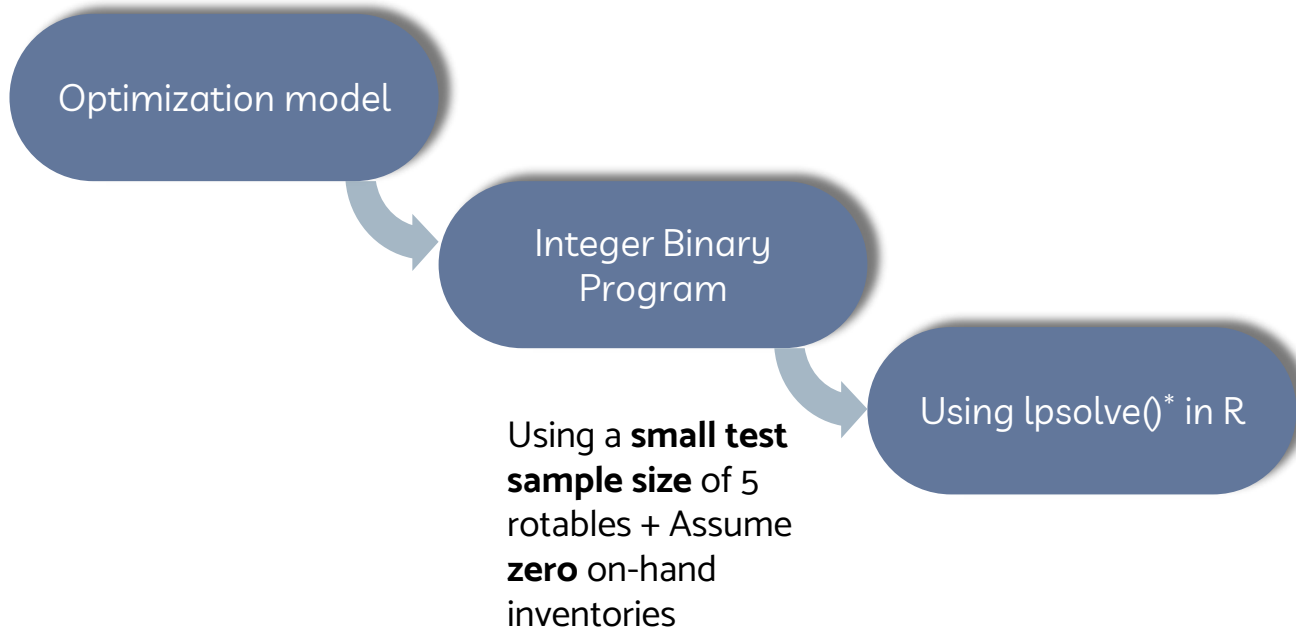 Optimization model
Integer Binary
Program
Using lpsolve()* in R
Using a small test
sample size of 5
rotables + Assume
zero on-hand
inventories